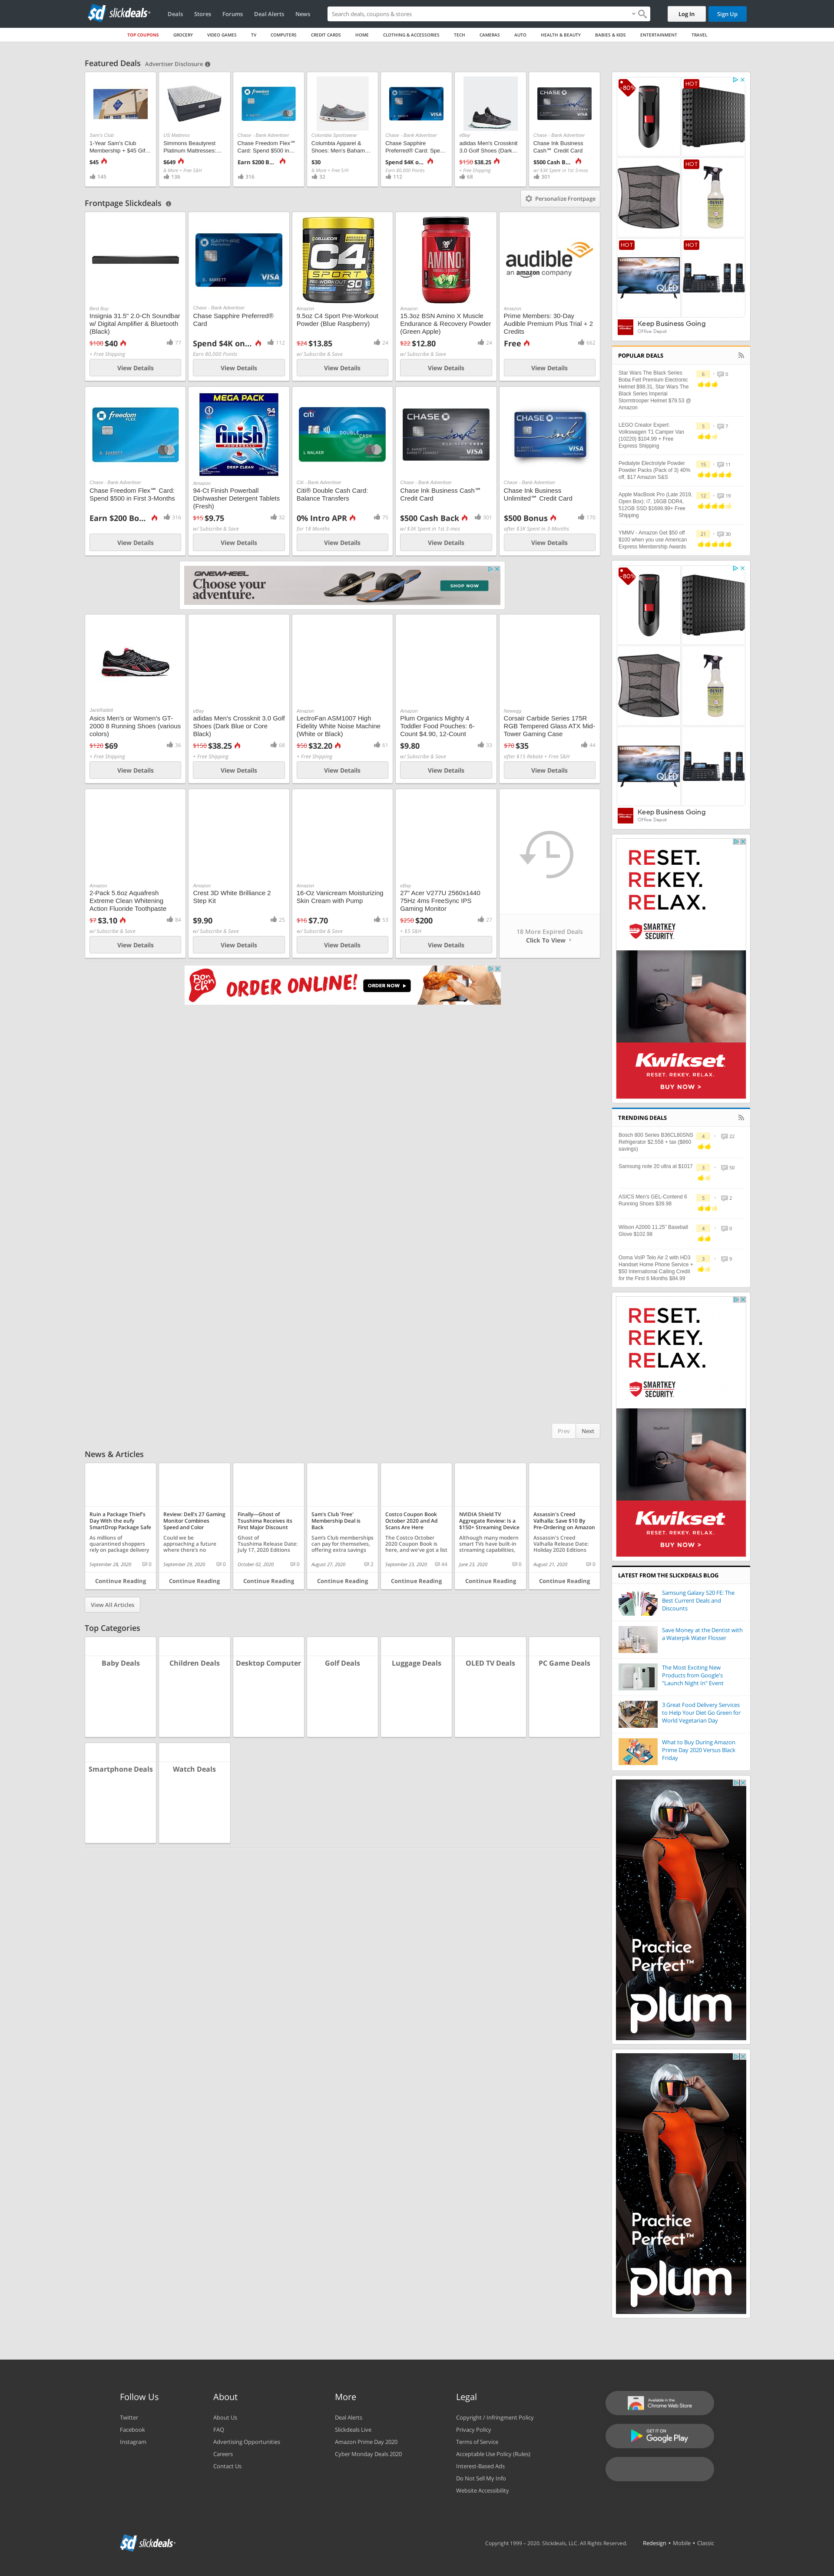 slickdeals
Deals
Stores
Forums
Deal Alerts
News
Search deals, coupons & stores
Log In
Sign Up
TOP COUPONS
GROCERY
VIDEO GAMES
TV
COMPUTERS
CREDIT CARDS
HOME
CLOTHING & ACCESSORIES
TECH
CAMERAS
AUTO
HEALTH & BEAUTY
BABIES & KIDS
ENTERTAINMENT
TRAVEL
Featured Deals
Advertiser Disclosure
Sam's Club
1-Year Sam's Club
Membership + $45 Gif...
$45
145
US Mattress
Simmons Beautyrest
Platinum Mattresses:...
$649
& More + Free S&H
136
Chase - Bank Advertiser
Chase Freedom Flex℠
Card: Spend $500 in...
Earn $200 B...
316
Columbia Sportswear
Columbia Apparel &
Shoes: Men's Baham...
$30
& More + Free S/H
32
Chase - Bank Advertiser
Chase Sapphire
Preferred® Card: Spe...
Spend $4K o...
Earn 80,000 Points
112
eBay
adidas Men's Crossknit
3.0 Golf Shoes (Dark...
$150 $38.25
+ Free Shipping
68
Chase - Bank Advertiser
Chase Ink Business
Cash℠ Credit Card
$500 Cash B...
w/ $3K Spent in 1st 3-mos
301
Frontpage Slickdeals
Personalize Frontpage
Best Buy
Insignia 31.5" 2.0-Ch Soundbar
w/ Digital Amplifier & Bluetooth
(Black)
$100 $40
77
+ Free Shipping
View Details
Chase - Bank Advertiser
Chase Sapphire Preferred®
Card
Spend $4K on...
112
Earn 80,000 Points
View Details
Amazon
9.5oz C4 Sport Pre-Workout
Powder (Blue Raspberry)
$24 $13.85
24
w/ Subscribe & Save
View Details
Amazon
15.3oz BSN Amino X Muscle
Endurance & Recovery Powder
(Green Apple)
$22 $12.80
24
w/ Subscribe & Save
View Details
audible
an amazon company
Amazon
Prime Members: 30-Day
Audible Premium Plus Trial + 2
Credits
Free
662
View Details
Chase - Bank Advertiser
Chase Freedom Flex℠ Card:
Spend $500 in First 3-Months
Earn $200 Bo...
316
View Details
MEGA PACK
94
finish
POWERBALL
DEEP CLEAN
Amazon
94-Ct Finish Powerball
Dishwasher Detergent Tablets
(Fresh)
$15 $9.75
32
w/ Subscribe & Save
View Details
citi
DOUBLE CASH
Citi - Bank Advertiser
Citi® Double Cash Card:
Balance Transfers
0% Intro APR
75
for 18 Months
View Details
CHASE
Chase - Bank Advertiser
Chase Ink Business Cash℠
Credit Card
$500 Cash Back
301
w/ $3K Spent in 1st 3-mos
View Details
CHASE
Chase - Bank Advertiser
Chase Ink Business
Unlimited℠ Credit Card
$500 Bonus
176
after $3K Spent in 3-Months
View Details
ONEWHEEL
Choose your
adventure.
SHOP NOW
JackRabbit
Asics Men's or Women's GT-
2000 8 Running Shoes (various
colors)
$120 $69
36
+ Free Shipping
View Details
eBay
adidas Men's Crossknit 3.0 Golf
Shoes (Dark Blue or Core
Black)
$150 $38.25
68
+ Free Shipping
View Details
Amazon
LectroFan ASM1007 High
Fidelity White Noise Machine
(White or Black)
$50 $32.20
61
+ Free Shipping
View Details
Amazon
Plum Organics Mighty 4
Toddler Food Pouches: 6-
Count $4.90, 12-Count
$9.80
33
w/ Subscribe & Save
View Details
Newegg
Corsair Carbide Series 175R
RGB Tempered Glass ATX Mid-
Tower Gaming Case
$70 $35
44
after $15 Rebate + Free S&H
View Details
Amazon
2-Pack 5.6oz Aquafresh
Extreme Clean Whitening
Action Fluoride Toothpaste
$7 $3.10
84
w/ Subscribe & Save
View Details
Amazon
Crest 3D White Brilliance 2
Step Kit
$9.90
25
w/ Subscribe & Save
View Details
Amazon
16-Oz Vanicream Moisturizing
Skin Cream with Pump
$16 $7.70
53
w/ Subscribe & Save
View Details
eBay
27" Acer V277U 2560x1440
75Hz 4ms FreeSync IPS
Gaming Monitor
$250 $200
27
+ $5 S&H
View Details
18 More Expired Deals
Click To View
BonChon
ORDER ONLINE!
ORDER NOW
Prev
Next
News & Articles
Ruin a Package Thief's
Day With the eufy
SmartDrop Package Safe
As millions of
quarantined shoppers
rely on package delivery
September 28, 2020
0
Continue Reading
Review: Dell's 27 Gaming
Monitor Combines
Speed and Color
Could we be
approaching a future
where there's no
September 29, 2020
0
Continue Reading
Finally—Ghost of
Tsushima Receives its
First Major Discount
Ghost of
Tsushima Release Date:
July 17, 2020 Editions
October 02, 2020
0
Continue Reading
Sam's Club 'Free'
Membership Deal is
Back
Sam's Club memberships
can pay for themselves,
offering extra savings
August 27, 2020
2
Continue Reading
Costco Coupon Book
October 2020 and Ad
Scans Are Here
The Costco October
2020 Coupon Book is
here, and we've got a list
September 23, 2020
44
Continue Reading
NVIDIA Shield TV
Aggregate Review: Is a
$150+ Streaming Device
Although many modern
smart TVs have built-in
streaming capabilities,
June 23, 2020
0
Continue Reading
Assassin's Creed
Valhalla: Save $10 By
Pre-Ordering on Amazon
Assassin's Creed
Valhalla Release Date:
Holiday 2020 Editions
August 21, 2020
0
Continue Reading
View All Articles
Top Categories
Baby Deals
Children Deals
Desktop Computer
Golf Deals
Luggage Deals
OLED TV Deals
PC Game Deals
Smartphone Deals
Watch Deals
-80%
HOT
HOT
HOT
HOT
QLED
Keep Business Going
Office Depot
POPULAR DEALS
Star Wars The Black Series
Boba Fett Premium Electronic
Helmet $98.31, Star Wars The
Black Series Imperial
Stormtrooper Helmet $79.53 @
Amazon
6
0
LEGO Creator Expert:
Volkswagen T1 Camper Van
(10220) $104.99 + Free
Express Shipping
5
7
Pedialyte Electrolyte Powder
Powder Packs (Pack of 3) 40%
off, $17 Amazon S&S
15
11
Apple MacBook Pro (Late 2019,
Open Box), i7, 16GB DDR4,
512GB SSD $1699.99+ Free
Shipping
12
19
YMMV - Amazon Get $50 off
$100 when you use American
Express Membership Awards
21
30
-80%
QLED
Keep Business Going
Office Depot
RESET.
REKEY.
RELAX.
SMARTKEY
SECURITY.
Kwikset
RESET. REKEY. RELAX.
BUY NOW >
TRENDING DEALS
Bosch 800 Series B36CL80SNS
Refrigerator $2,558 + tax ($860
savings)
4
22
Samsung note 20 ultra at $1017
3
50
ASICS Men's GEL-Contend 6
Running Shoes $39.98
5
2
Wilson A2000 11.25" Baseball
Glove $102.98
4
0
Ooma VoIP Telo Air 2 with HD3
Handset Home Phone Service +
$50 International Calling Credit
for the First 6 Months $84.99
3
9
RESET.
REKEY.
RELAX.
SMARTKEY
SECURITY.
Kwikset
RESET. REKEY. RELAX.
BUY NOW >
LATEST FROM THE SLICKDEALS BLOG
Samsung Galaxy S20 FE: The
Best Current Deals and
Discounts
Save Money at the Dentist with
a Waterpik Water Flosser
The Most Exciting New
Products from Google's
"Launch Night In" Event
3 Great Food Delivery Services
to Help Your Diet Go Green for
World Vegetarian Day
What to Buy During Amazon
Prime Day 2020 Versus Black
Friday
Practice
Perfect™
plum
Practice
Perfect™
plum
Follow Us
Twitter
Facebook
Instagram
About
About Us
FAQ
Advertising Opportunities
Careers
Contact Us
More
Deal Alerts
Slickdeals Live
Amazon Prime Day 2020
Cyber Monday Deals 2020
Legal
Copyright / Infringment Policy
Privacy Policy
Terms of Service
Acceptable Use Policy (Rules)
Interest-Based Ads
Do Not Sell My Info
Website Accessibility
Available in the
Chrome Web Store
GET IT ON
Google Play
slickdeals
Copyright 1999 – 2020. Slickdeals, LLC. All Rights Reserved.
Redesign • Mobile • Classic